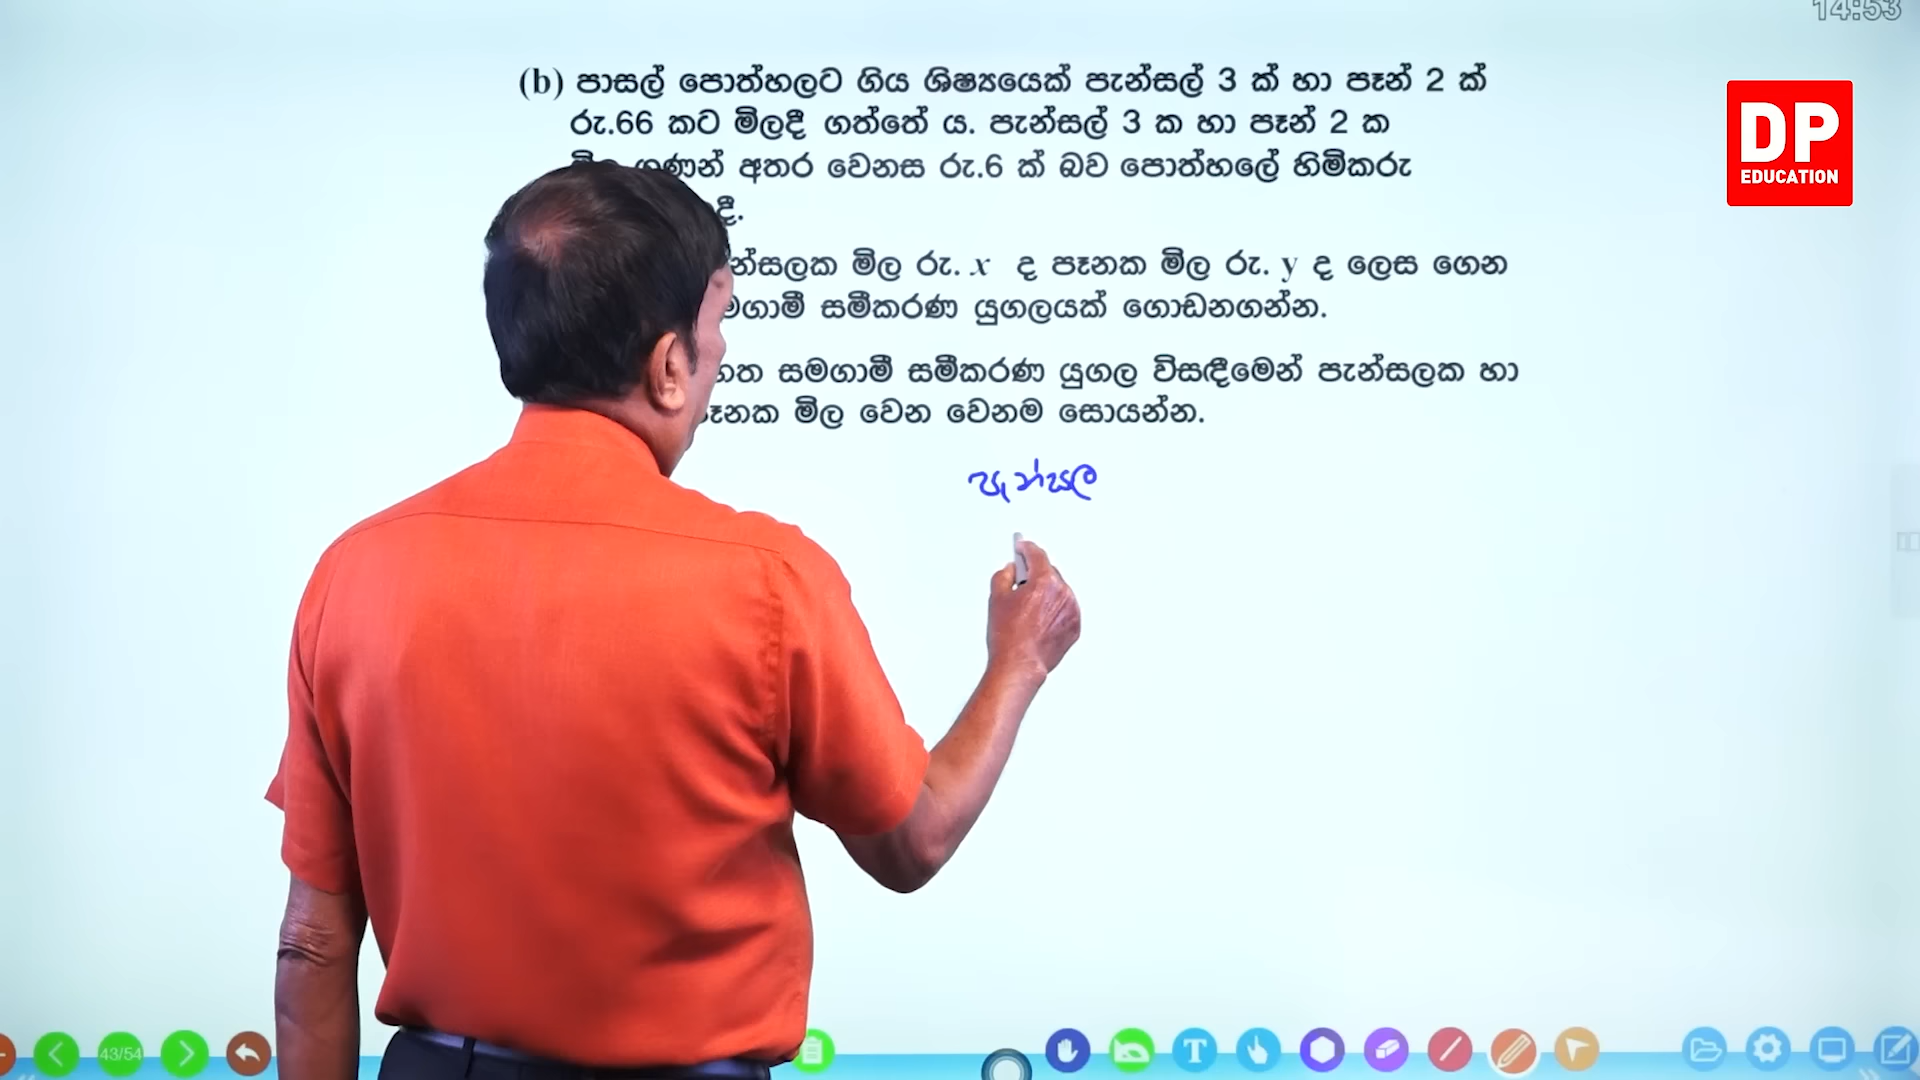 14:53
(b) පාසල් පොත්හලට ගිය ශිෂ්‍යයෙක් පැන්සල් 3 ක් හා පෑන් 2 ක්
රු.66 කට මිලදී ගත්තේ ය. පැන්සල් 3 ක හා පෑන් 2 ක
අතර වෙනස රු.6 ක් බව පොත්හලේ හිමිකරු
මිල රු. x ද පෑනක මිල රු. y ද ලෙස ගෙන
සමීකරණ යුගලයක් ගොඩනගන්න.
සමගාමී සමීකරණ යුගල විසඳීමෙන් පැන්සලක හා
මිල වෙන වෙනම සොයන්න.
පැන්සල
DP
EDUCATION
43/54
T